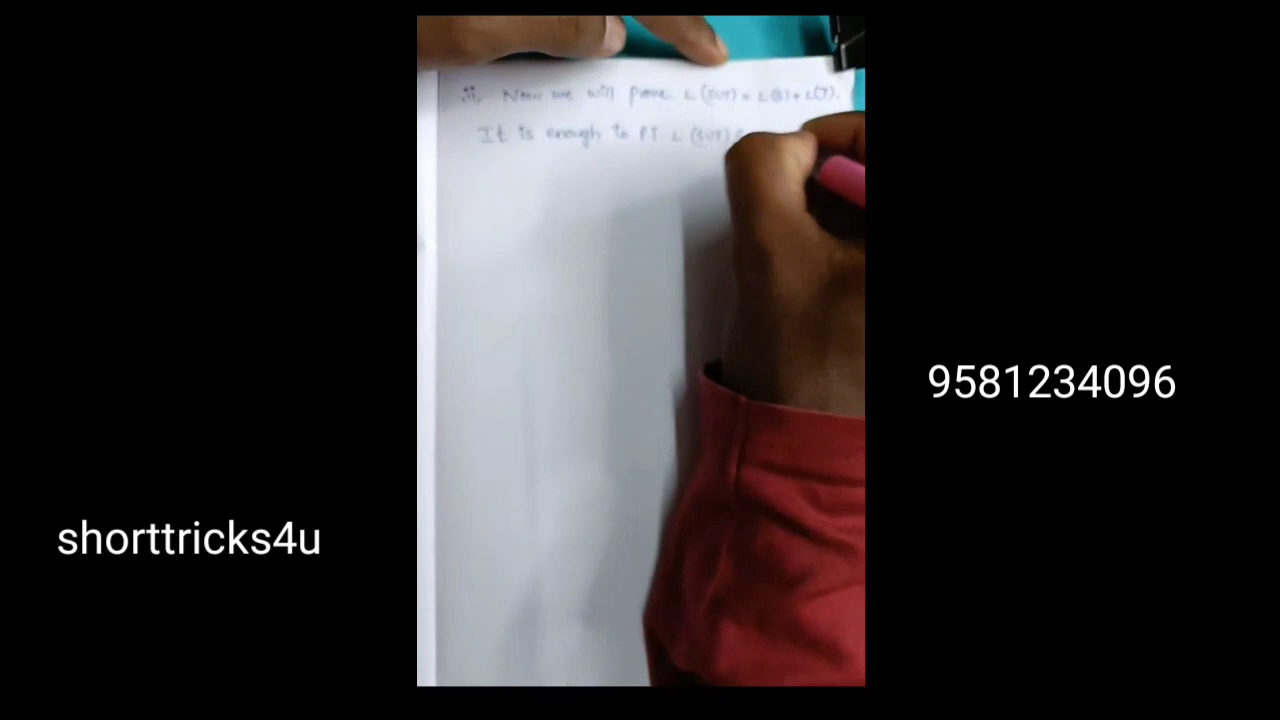 ii. Now we will prove L(SUT) = L(S) + L(T).
It is enough to P.T L(SUT) ⊆
9581234096
shorttricks4u